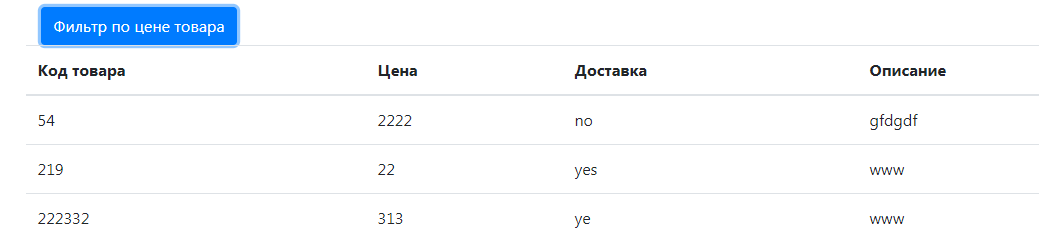 Фильтр по цене товара
Код товара Цена Доставка Описание
54 2222 no gfdgdf
219 22 yes www
222332 313 ye www